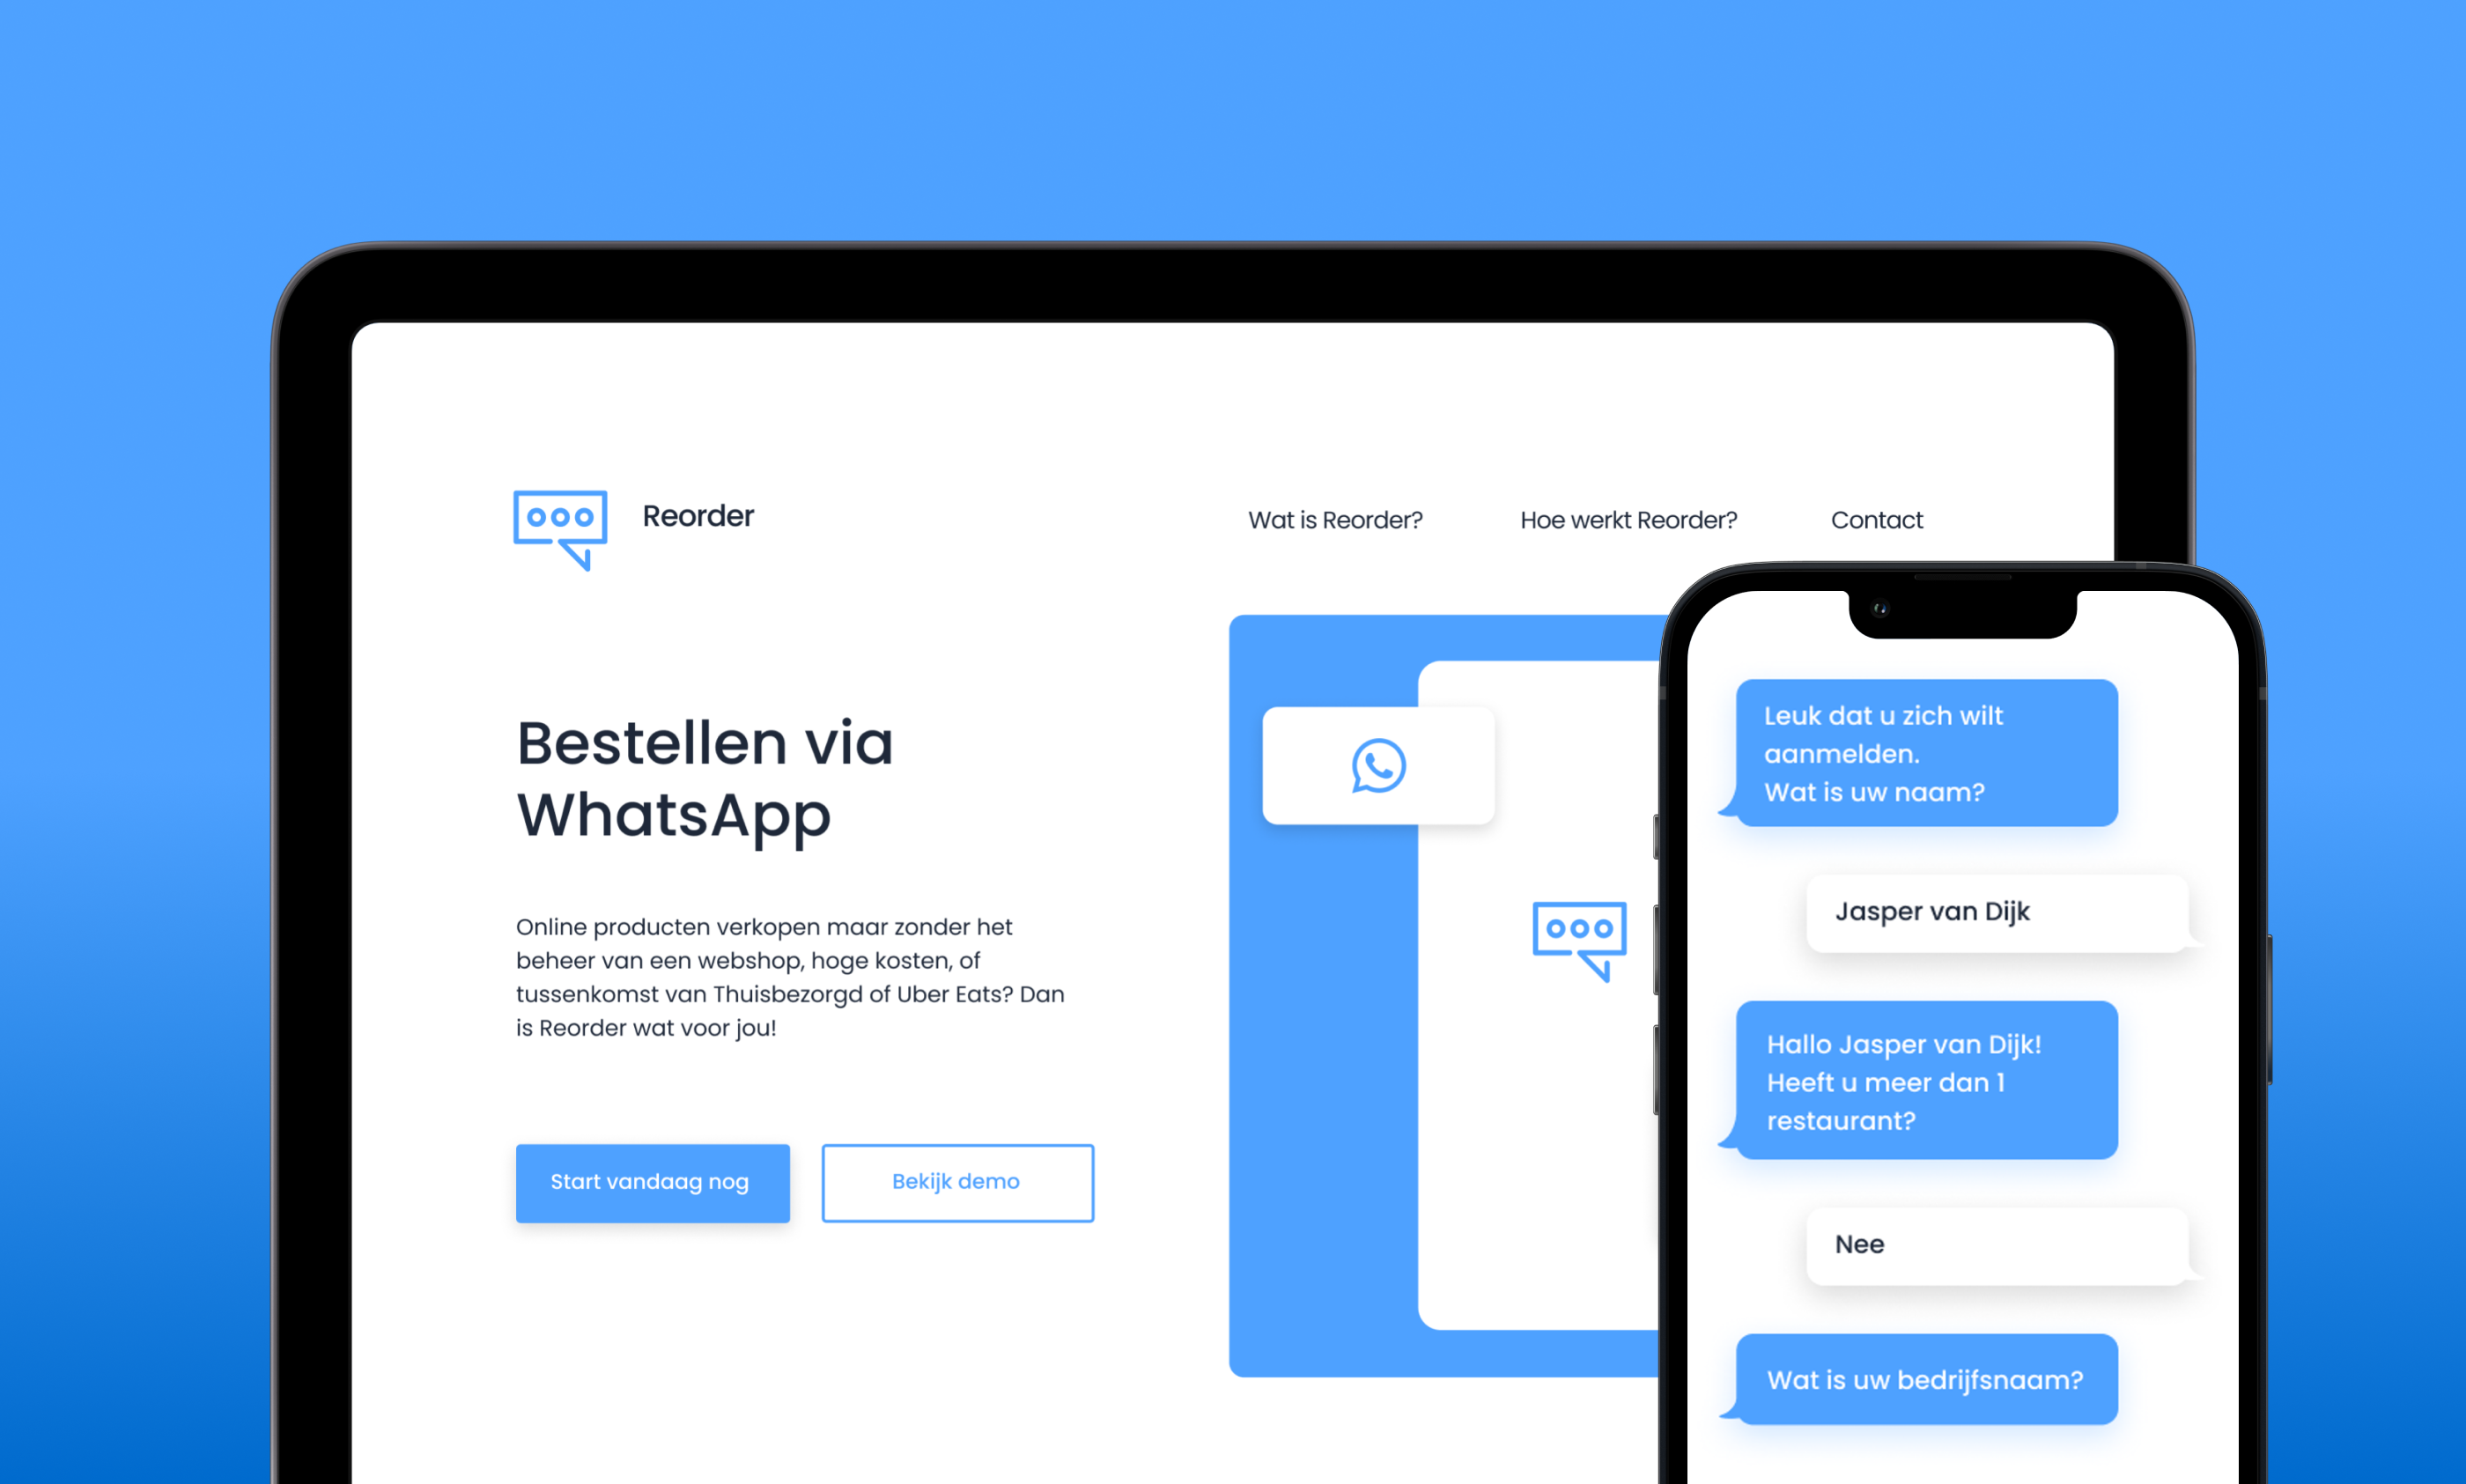 Reorder
Wat is Reorder?
Hoe werkt Reorder?
Contact
Bestellen via
WhatsApp
Online producten verkopen maar zonder het
beheer van een webshop, hoge kosten, of
tussenkomst van Thuisbezorgd of Uber Eats? Dan
is Reorder wat voor jou!
Start vandaag nog
Bekijk demo
Leuk dat u zich wilt
aanmelden.
Wat is uw naam?
Jasper van Dijk
Hallo Jasper van Dijk!
Heeft u meer dan 1
restaurant?
Nee
Wat is uw bedrijfsnaam?